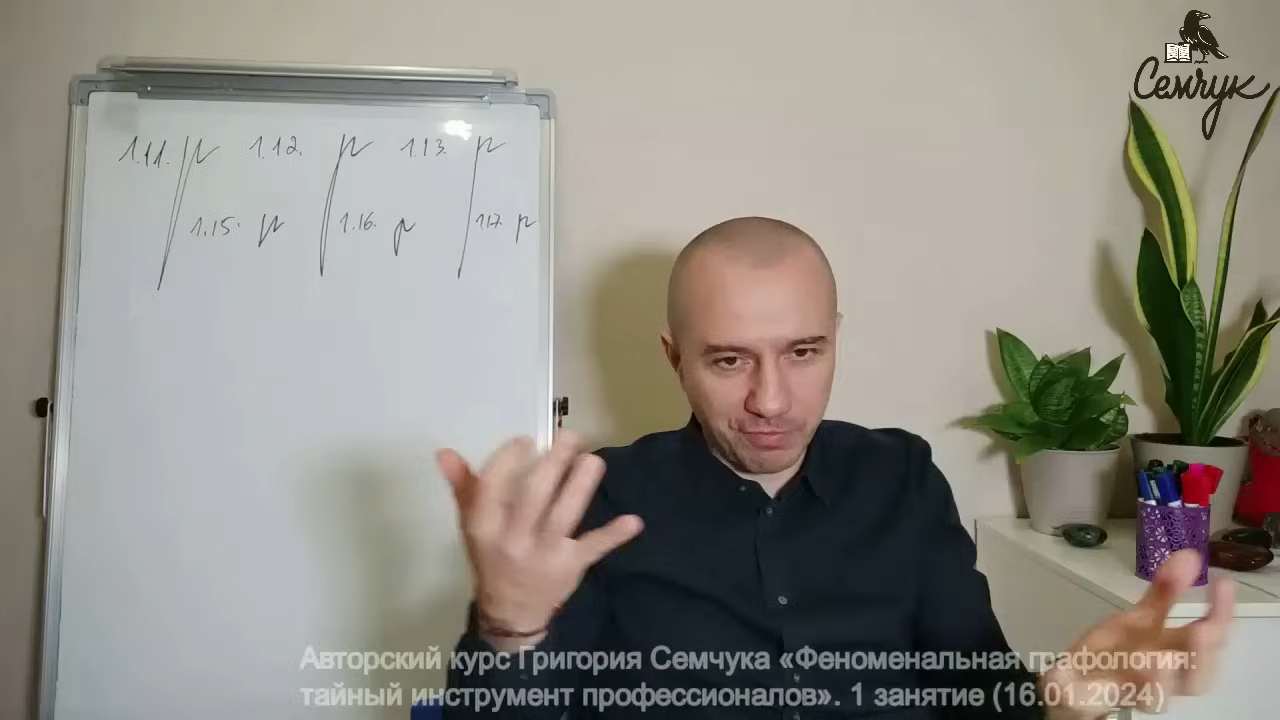 Семчук
1.11. р 1.12. р 1.13. р
1.15. р 1.16. р 1.17. р
Авторский курс Григория Семчука «Феноменальная графология:
тайный инструмент профессионалов». 1 занятие (16.01.2024)